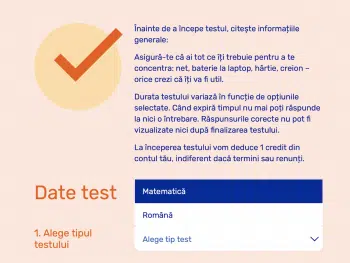 Înainte de a începe testul, citește informațiile
generale:
Asigură-te că ai tot ce îți trebuie pentru a te
concentra: net, baterie la laptop, hârtie, creion –
orice crezi că îți va fi util.
Durata testului variază în funcție de opțiunile
selectate. Când expiră timpul nu mai poți răspunde
la nici o întrebare. Răspunsurile corecte nu pot fi
vizualizate nici după finalizarea testului.
La începerea testului vom deduce 1 credit din
contul tău, indiferent dacă termini sau renunți.
Date test
Matematică
Română
1. Alege tipul
testului
Alege tip test